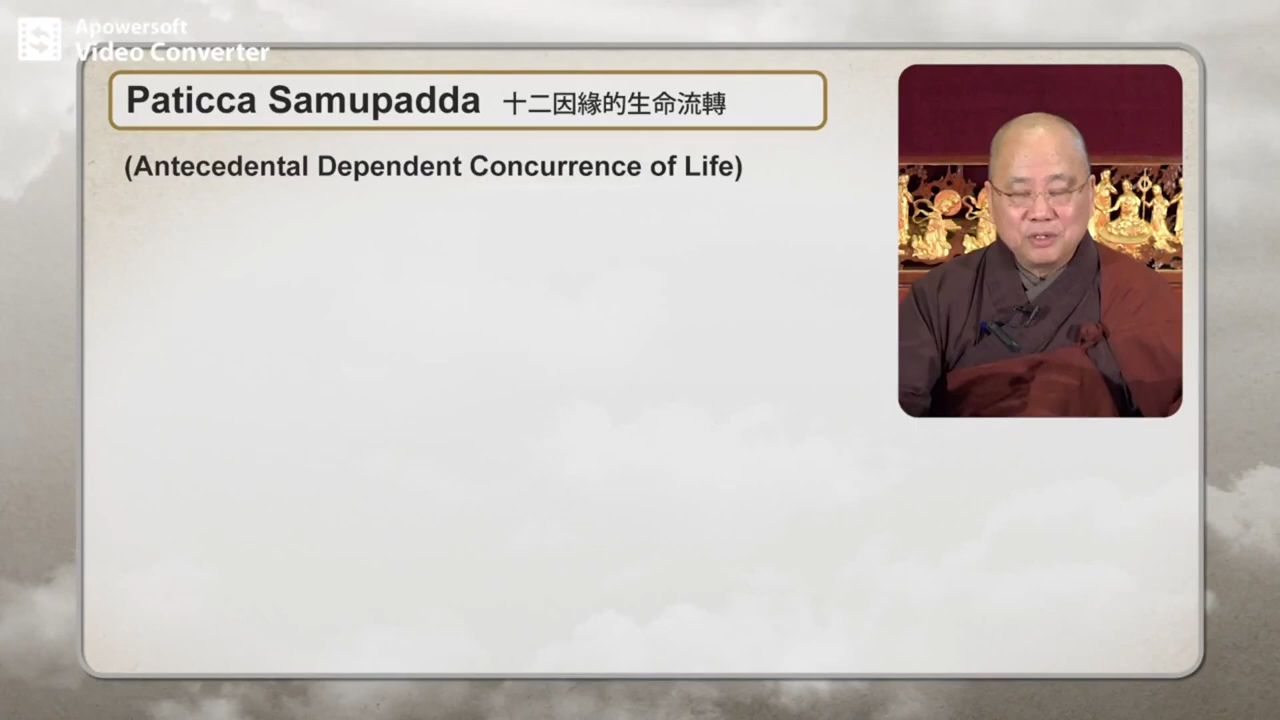 Apowersoft
Video Converter
Paticca Samupadda 十二因緣的生命流轉
(Antecedental Dependent Concurrence of Life)